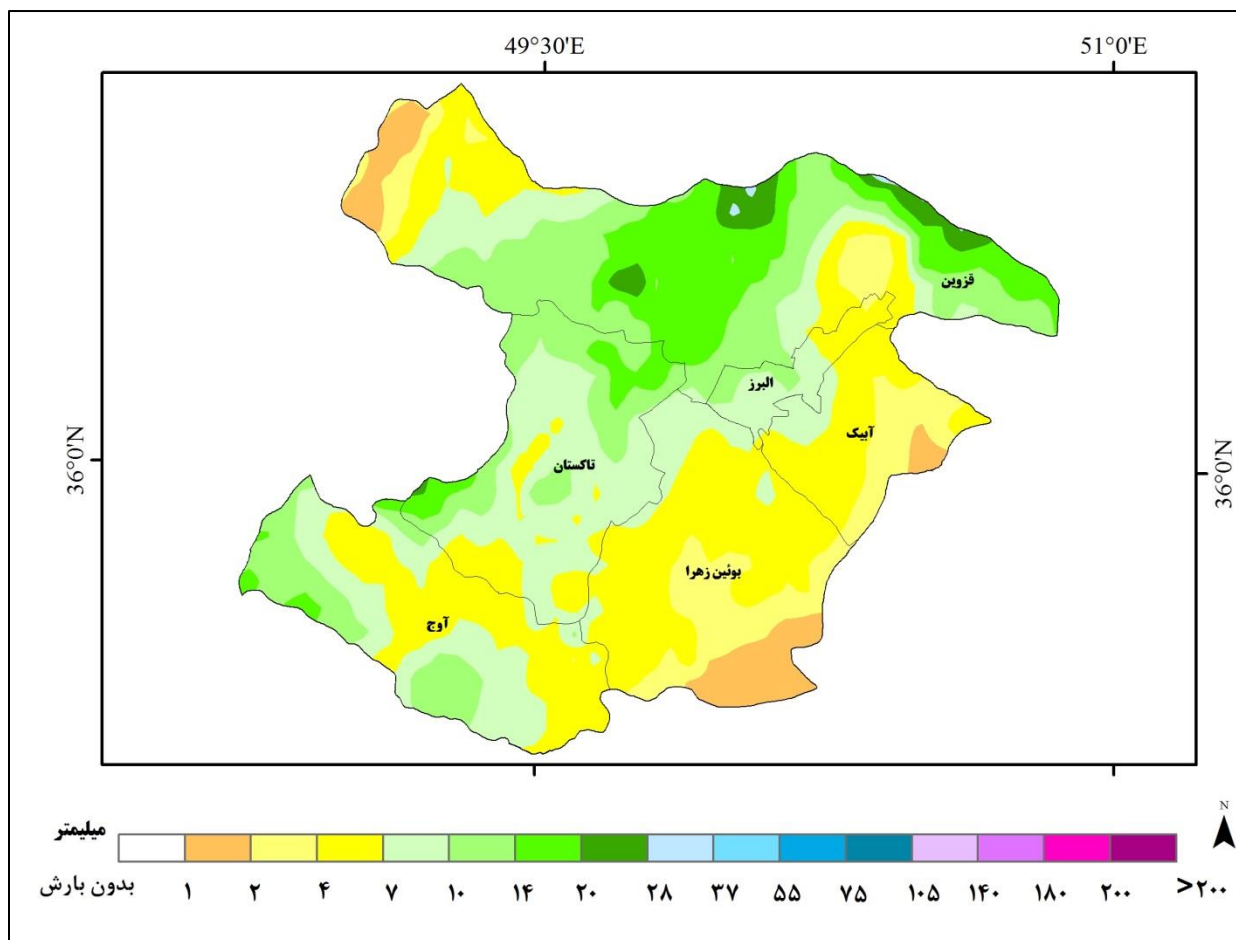 49°30'E
51°0'E
قزوین
البرز
آبیک
36°0'N
تاکستان
36°0'N
بوئین زهرا
آوج
N
میلیمتر
بدون بارش ۱ ۲ ۴ ۷ ۱۰ ۱۴ ۲۰ ۲۸ ۳۷ ۵۵ ۷۵ ۱۰۵ ۱۴۰ ۱۸۰ ۲۰۰ >۲۰۰